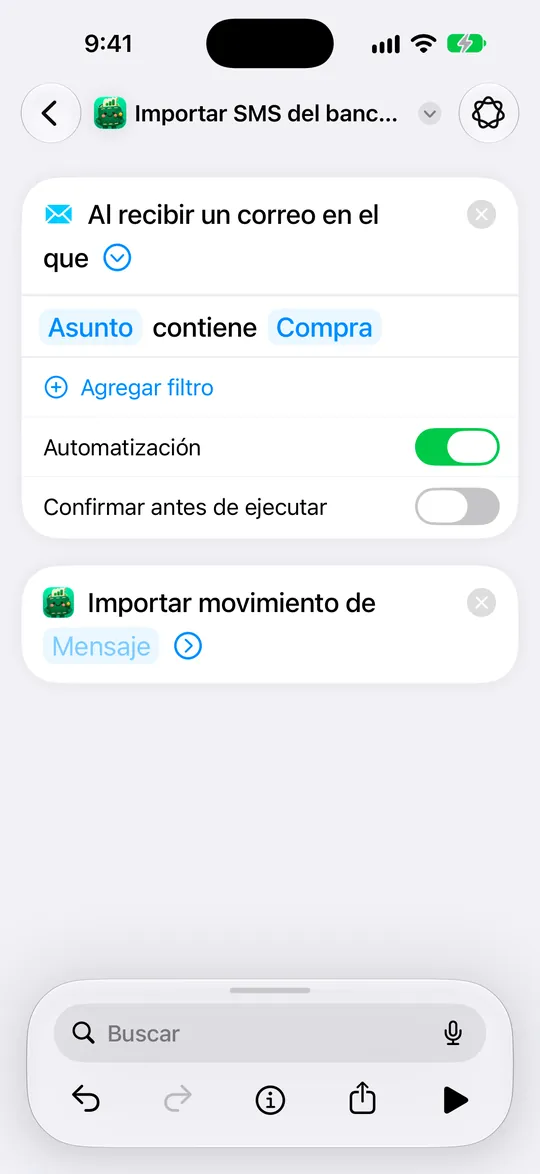 9:41
Importar SMS del banc...
Al recibir un correo en el
que
Asunto contiene Compra
Agregar filtro
Automatización
Confirmar antes de ejecutar
Importar movimiento de
Mensaje
Buscar